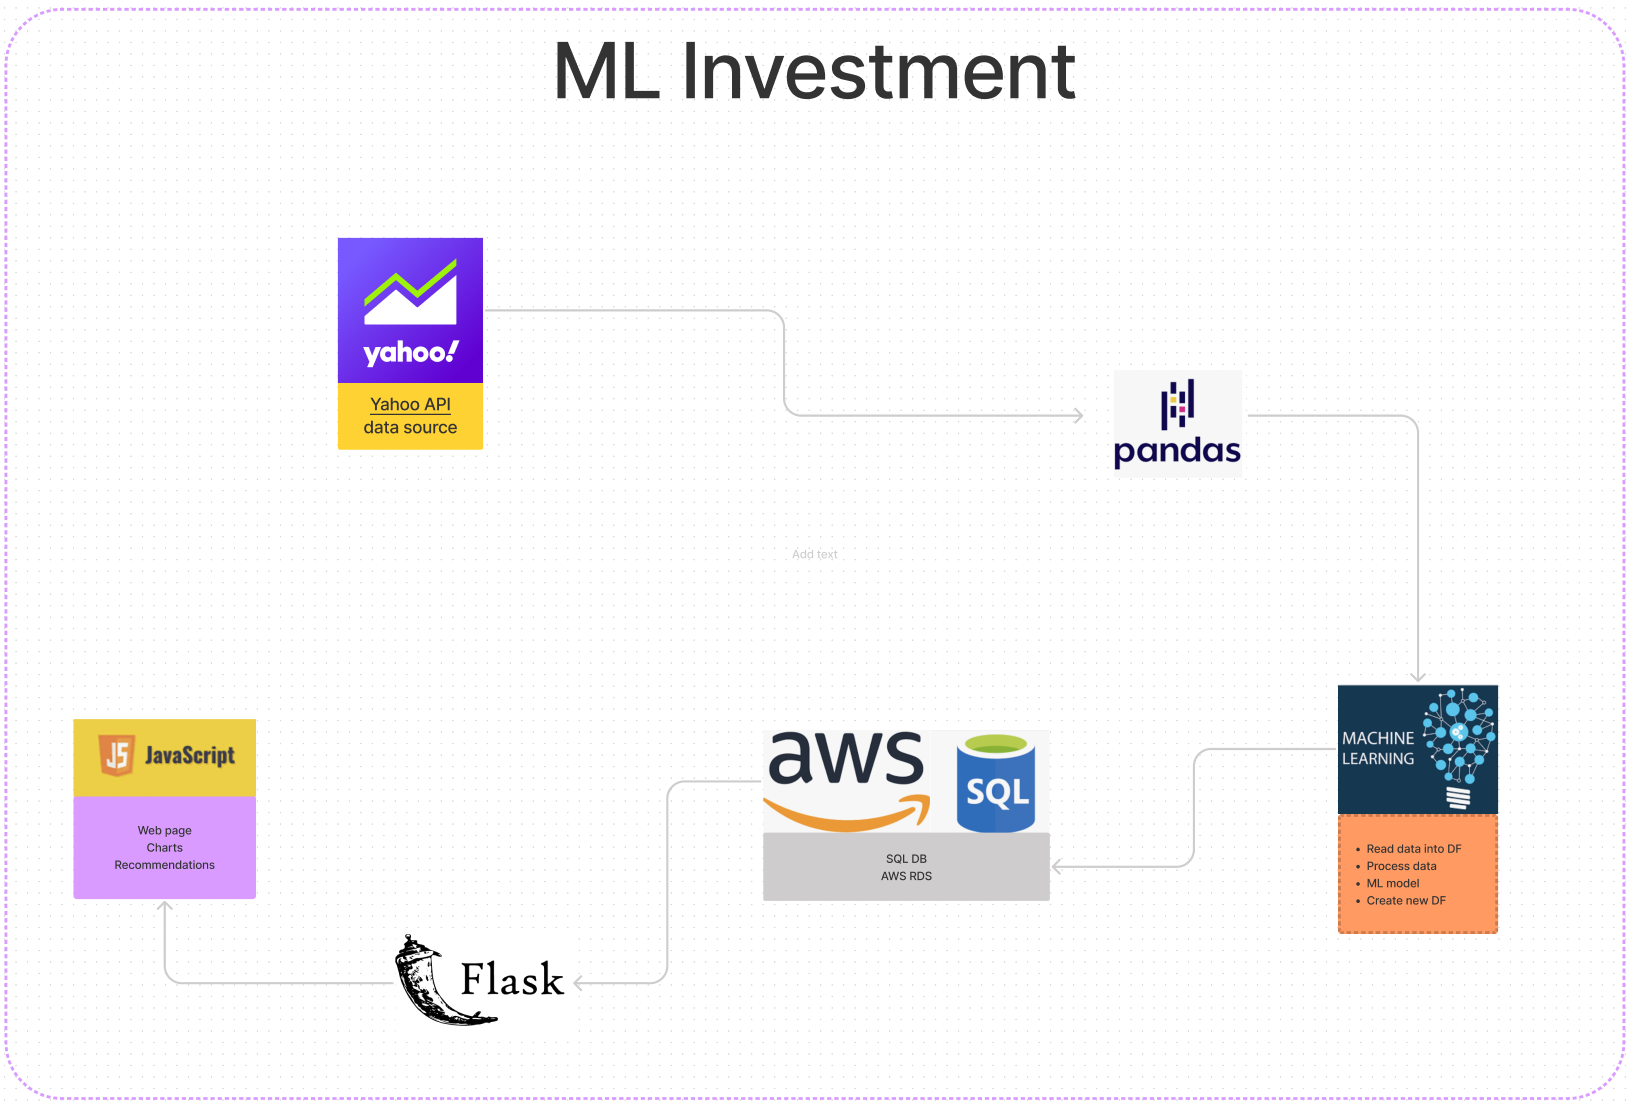 ML Investment
yahoo!
Yahoo API
data source
pandas
Add text
MACHINE
LEARNING
• Read data into DF
• Process data
• ML model
• Create new DF
aws
SQL
SQL DB
AWS RDS
JS JavaScript
Web page
Charts
Recommendations
Flask